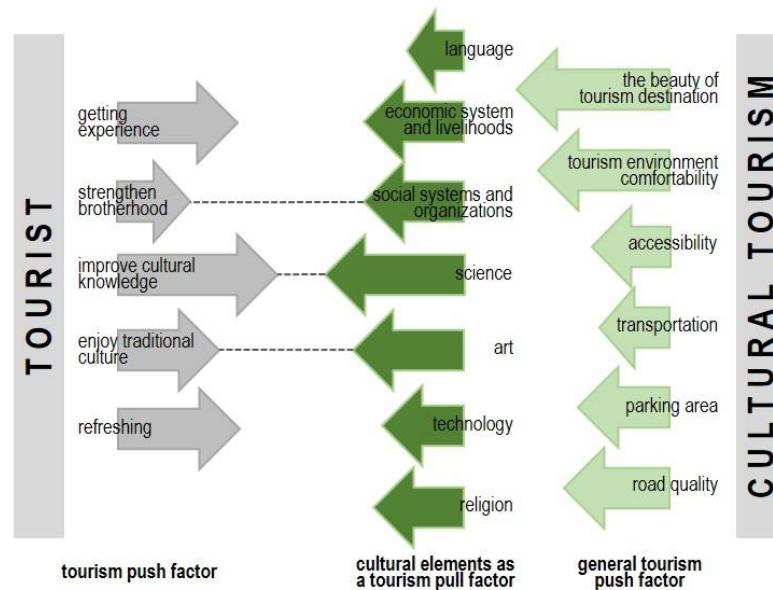 TOURIST
getting
experience
strengthen
brotherhood
improve cultural
knowledge
enjoy traditional
culture
refreshing
tourism push factor
language
economic system
and livelihoods
social systems and
organizations
science
art
technology
religion
cultural elements as
a tourism pull factor
the beauty of
tourism destination
tourism environment
comfortability
accessibility
transportation
parking area
road quality
general tourism
push factor
CULTURAL TOURISM